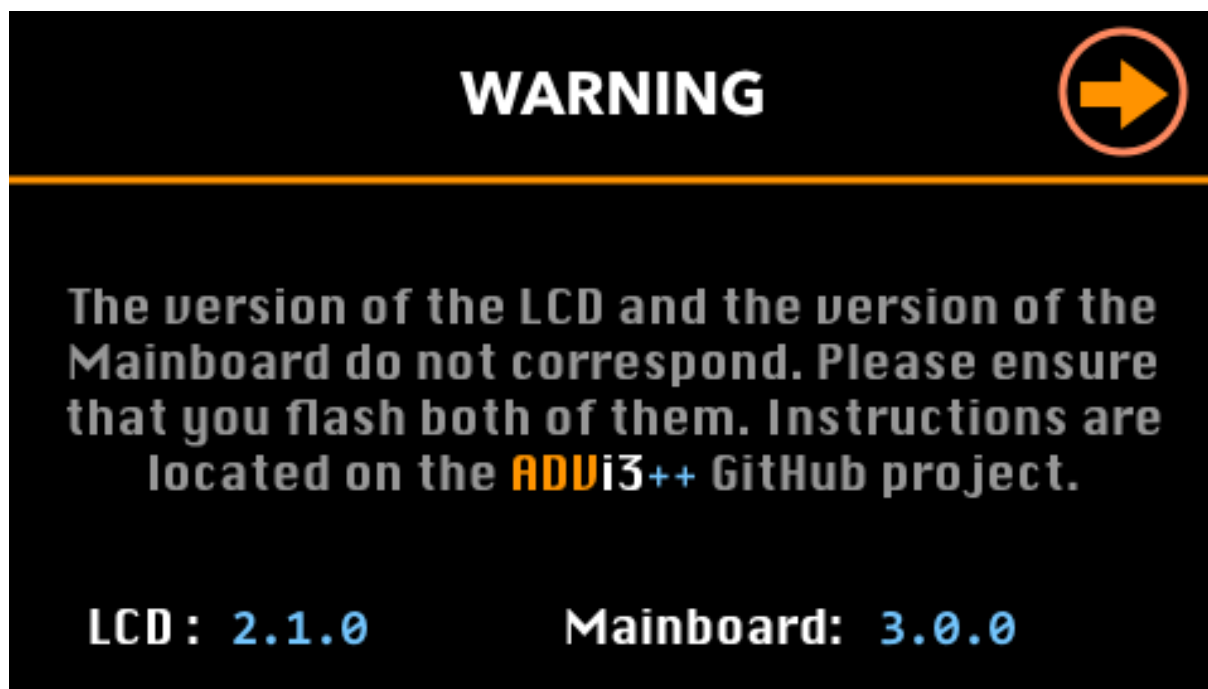 WARNING
The version of the LCD and the version of the
Mainboard do not correspond. Please ensure
that you flash both of them. Instructions are
located on the ADVi3++ GitHub project.
LCD: 2.1.0 Mainboard: 3.0.0